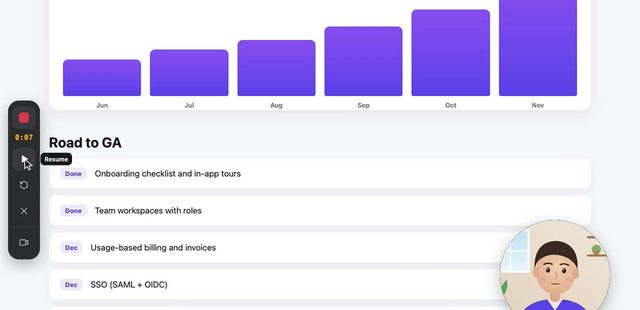 Jun Jul Aug Sep Oct Nov
0:07
Resume
Road to GA
Done Onboarding checklist and in-app tours
Done Team workspaces with roles
Dec Usage-based billing and invoices
Dec SSO (SAML + OIDC)